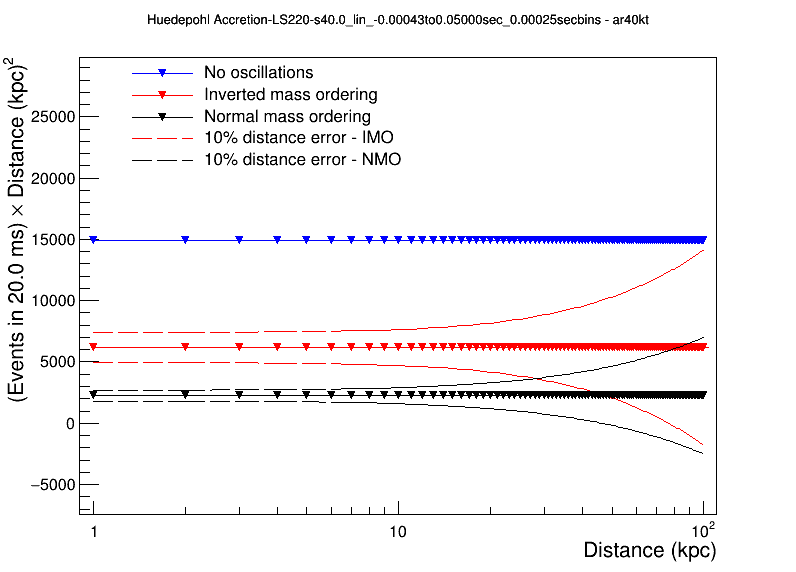 Huedepohl Accretion-LS220-s40.0_lin_-0.00043to0.05000sec_0.00025secbins - ar40kt
(Events in 20.0 ms) × Distance (kpc)²
No oscillations
Inverted mass ordering
Normal mass ordering
10% distance error - IMO
10% distance error - NMO
25000
20000
15000
10000
5000
0
−5000
1
10
10²
Distance (kpc)